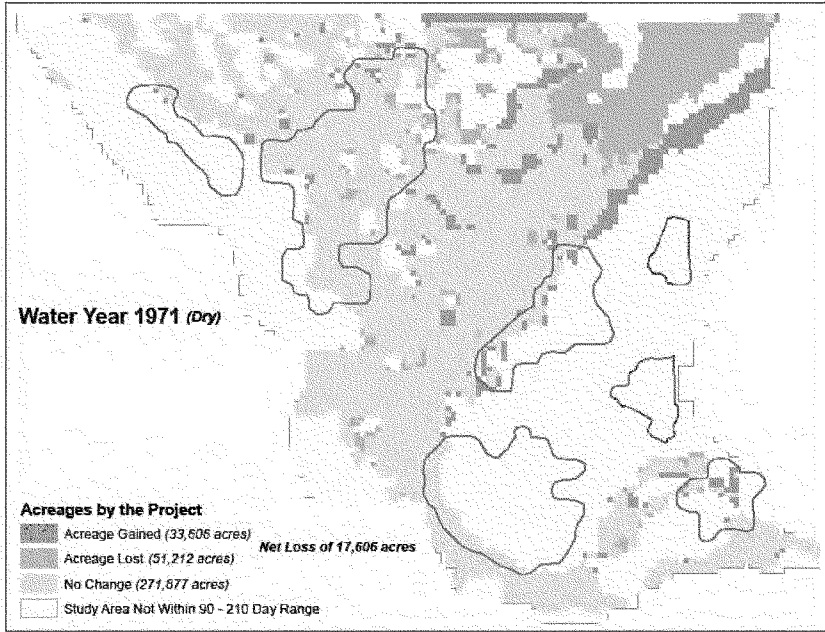 Water Year 1971 (Dry)
Acreages by the Project
Acreage Gained (33,606 acres)
Net Loss of 17,606 acres
Acreage Lost (51,212 acres)
No Change (271,877 acres)
Study Area Not Within 90 - 210 Day Range